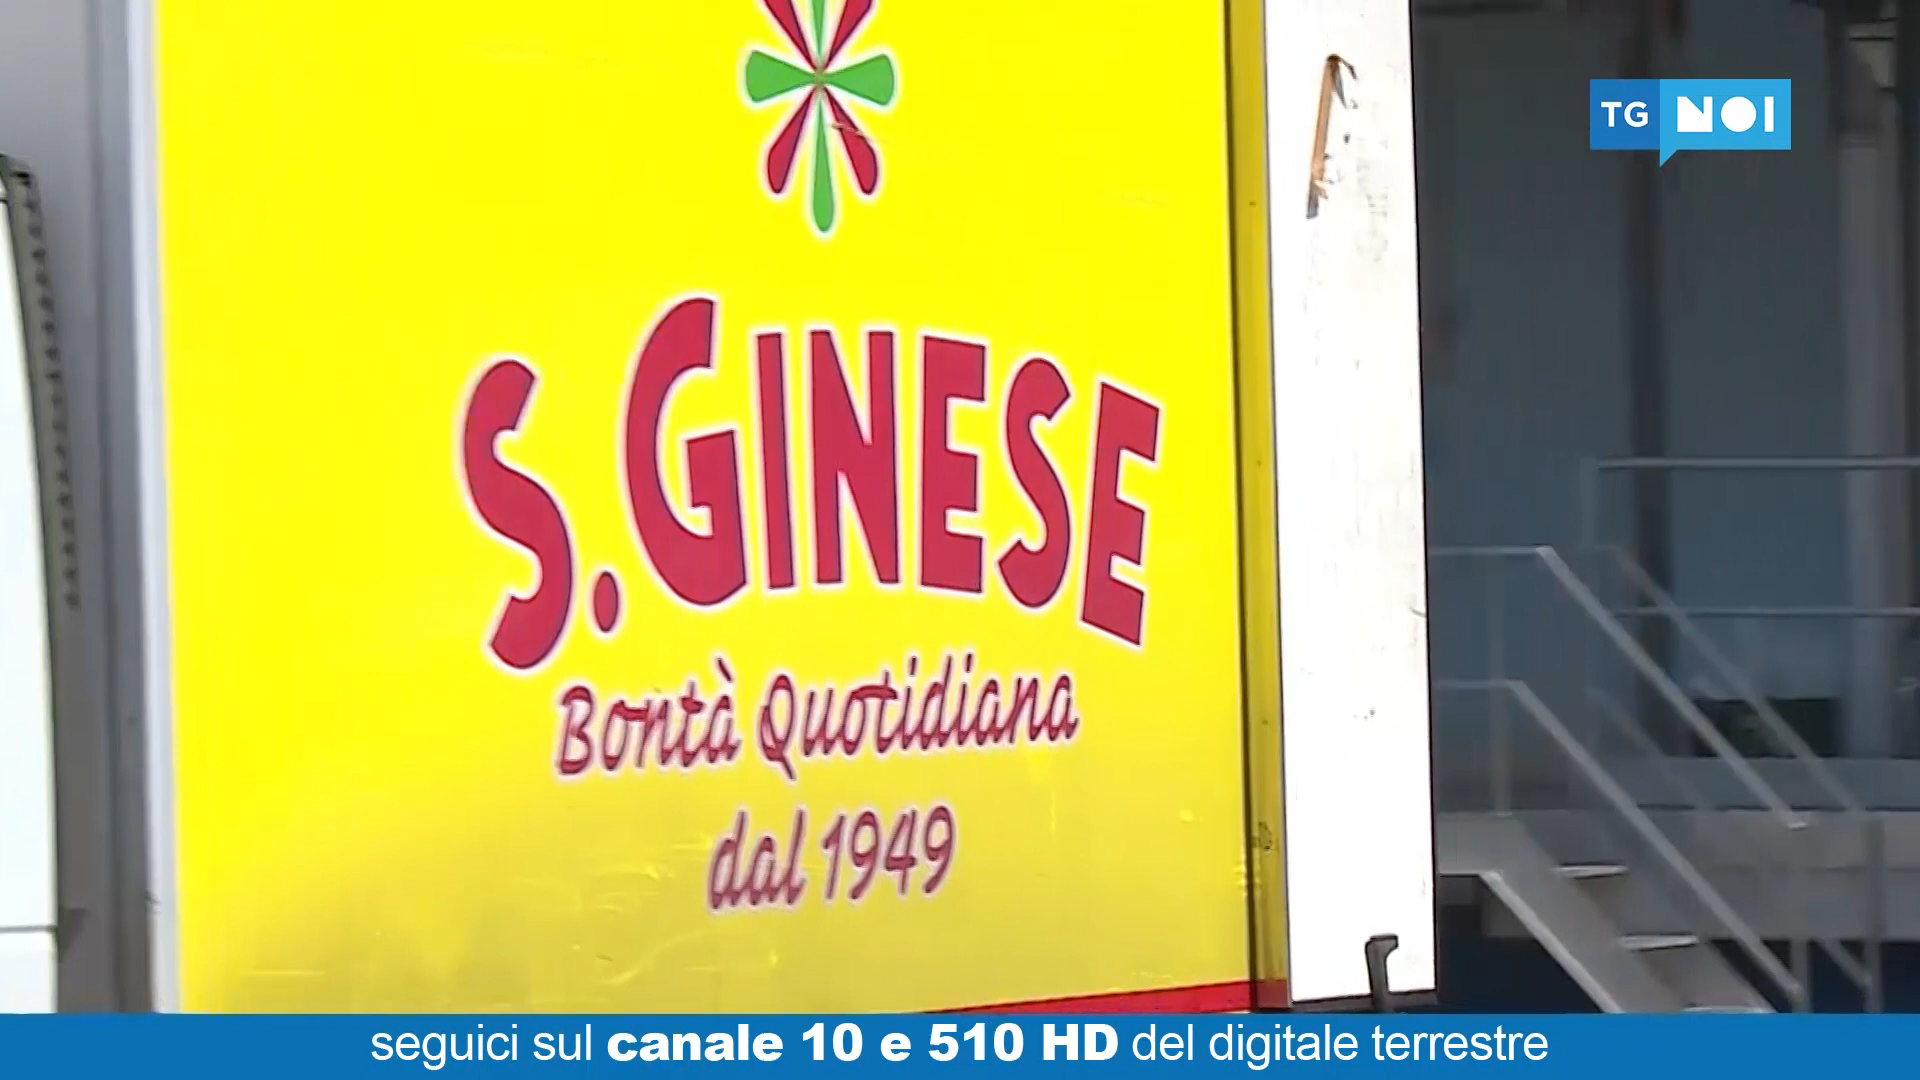 TG NOI
S. GINESE
Bontà Quotidiana
dal 1949
seguici sul canale 10 e 510 HD del digitale terrestre